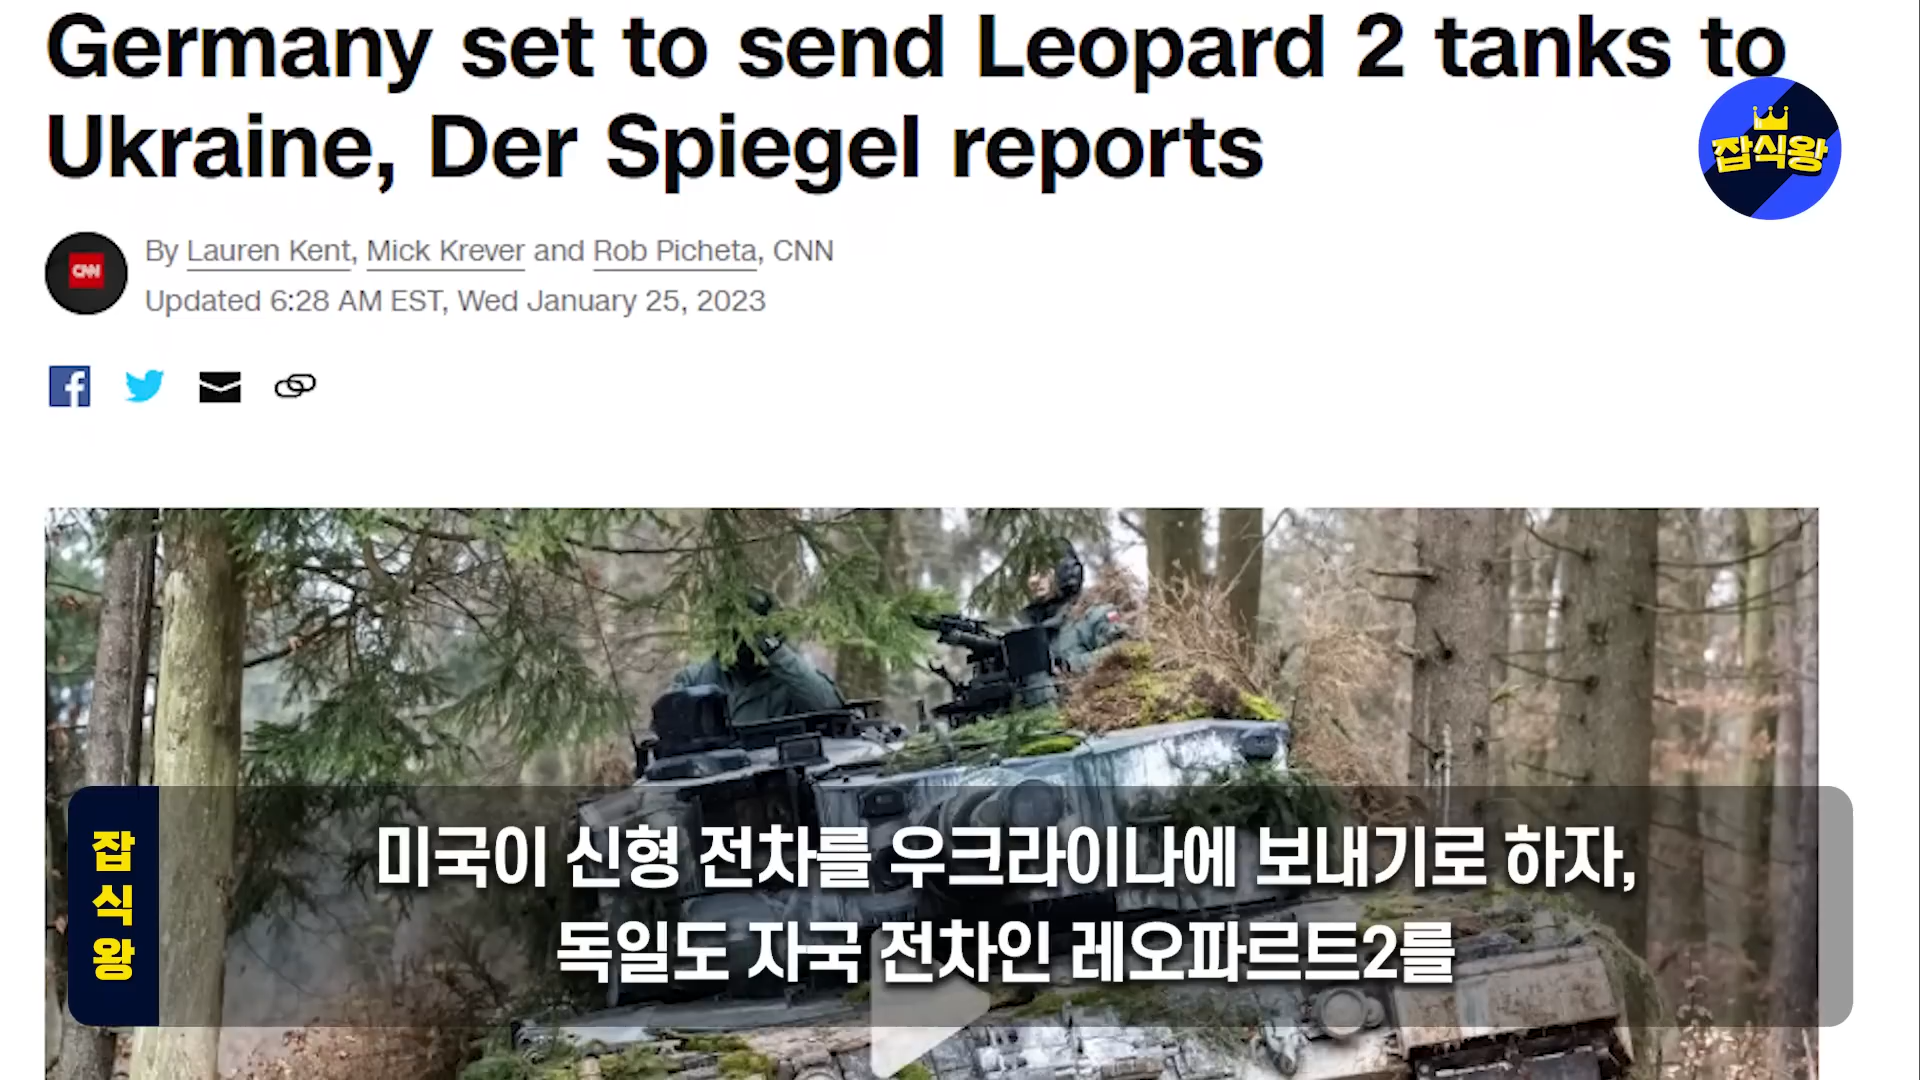 Germany set to send Leopard 2 tanks to
Ukraine, Der Spiegel reports
잡식왕
CNN
By Lauren Kent, Mick Krever and Rob Picheta, CNN
Updated 6:28 AM EST, Wed January 25, 2023
잡식왕
미국이 신형 전차를 우크라이나에 보내기로 하자,
독일도 자국 전차인 레오파르트2를